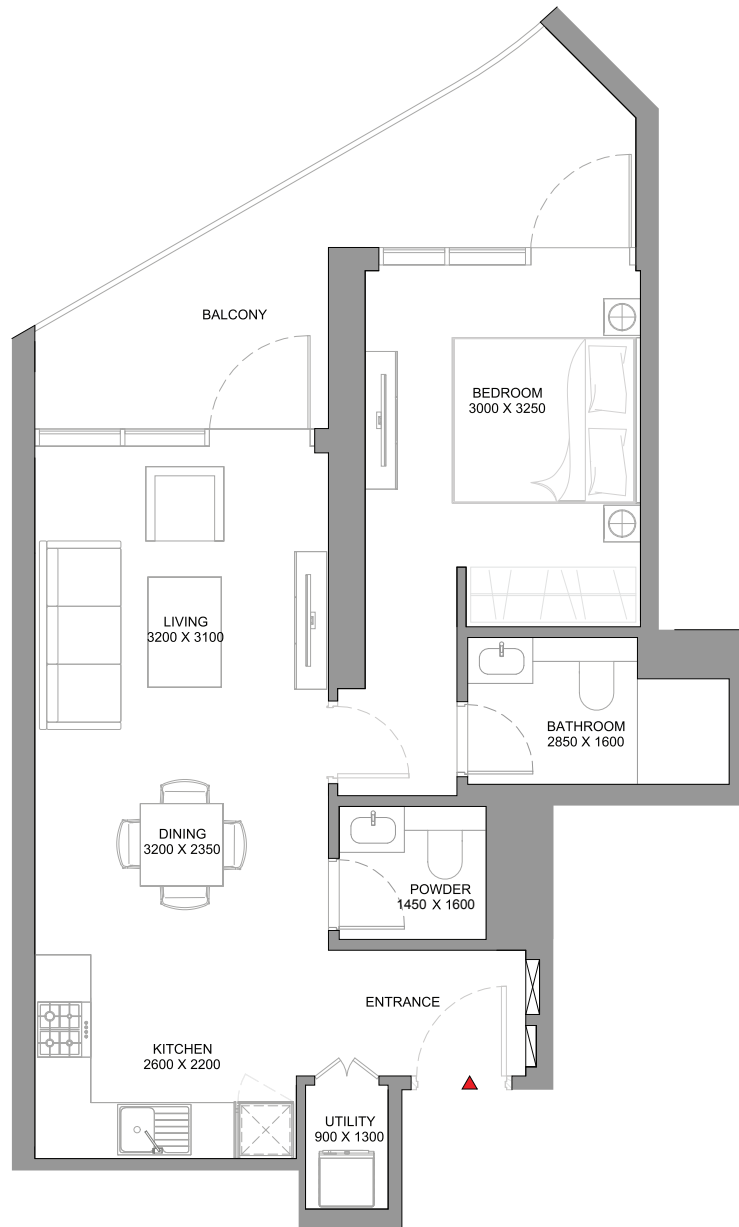 BALCONY
BEDROOM
3000 X 3250
LIVING
3200 X 3100
BATHROOM
2850 X 1600
DINING
3200 X 2350
POWDER
1450 X 1600
ENTRANCE
KITCHEN
2600 X 2200
UTILITY
900 X 1300